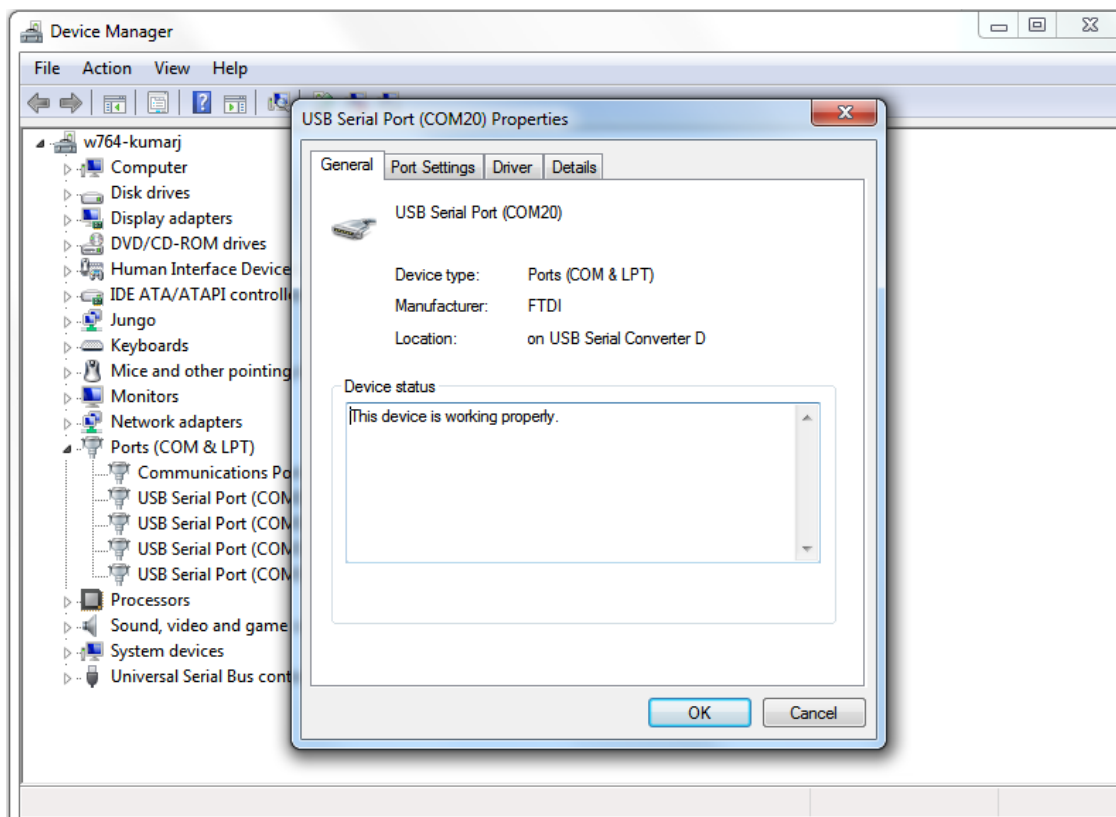 Device Manager
File Action View Help
w764-kumarj
Computer
Disk drives
Display adapters
DVD/CD-ROM drives
Human Interface Device
IDE ATA/ATAPI controlle
Jungo
Keyboards
Mice and other pointing
Monitors
Network adapters
Ports (COM & LPT)
Communications Po
USB Serial Port (COM
USB Serial Port (COM
USB Serial Port (COM
USB Serial Port (COM
Processors
Sound, video and game
System devices
Universal Serial Bus cont
USB Serial Port (COM20) Properties
General Port Settings Driver Details
USB Serial Port (COM20)
Device type: Ports (COM & LPT)
Manufacturer: FTDI
Location: on USB Serial Converter D
Device status
This device is working properly.
OK Cancel